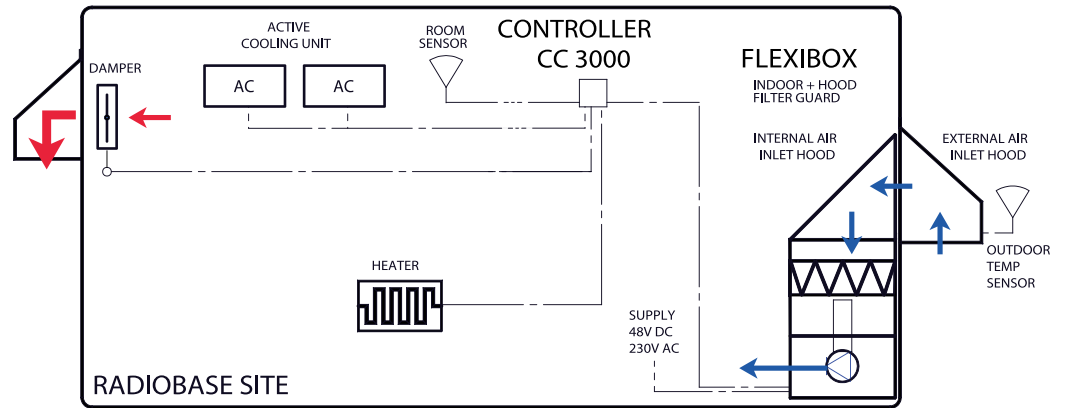 ACTIVE
COOLING UNIT
ROOM
SENSOR
CONTROLLER
CC 3000
FLEXIBOX
INDOOR + HOOD
FILTER GUARD
DAMPER
AC
AC
INTERNAL AIR
INLET HOOD
EXTERNAL AIR
INLET HOOD
OUTDOOR
TEMP
SENSOR
HEATER
SUPPLY
48V DC
230V AC
RADIOBASE SITE